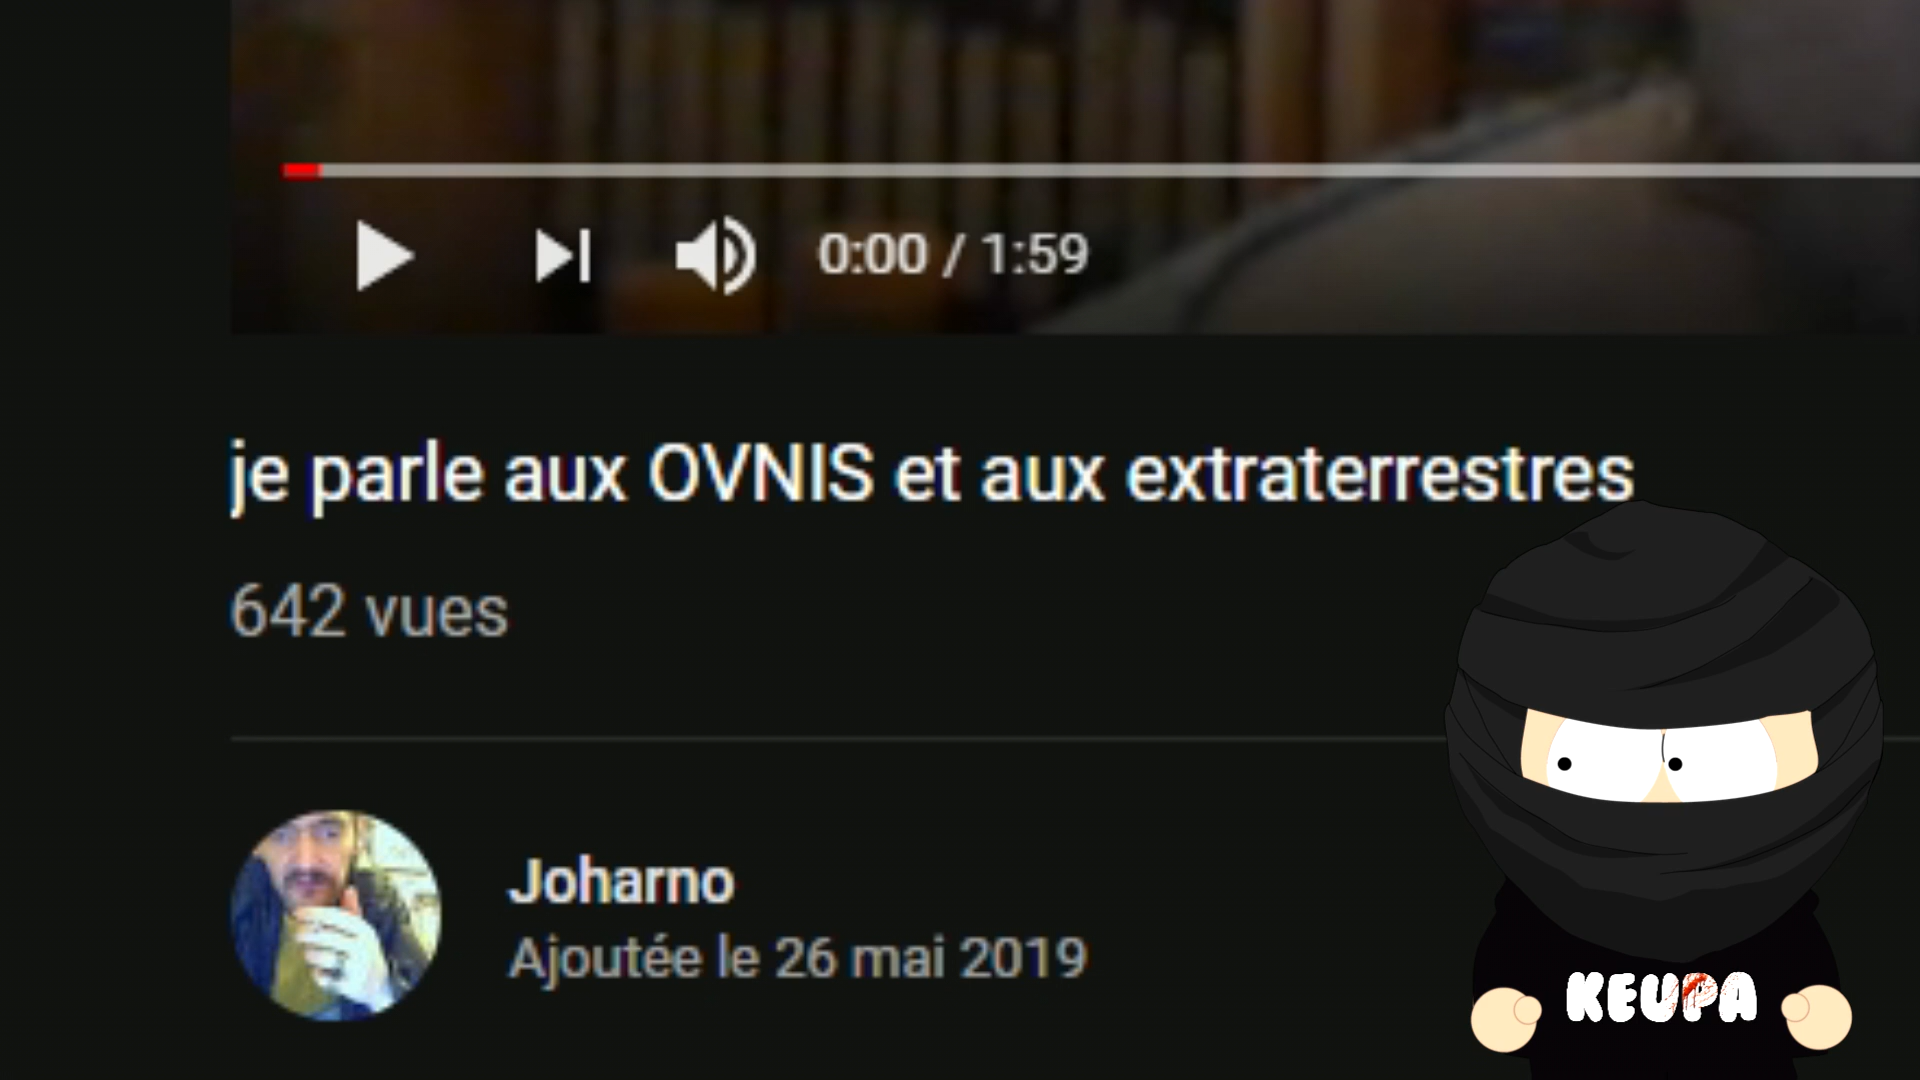 0:00 / 1:59
je parle aux OVNIS et aux extraterrestres
642 vues
Joharno
Ajoutée le 26 mai 2019
KEUPA